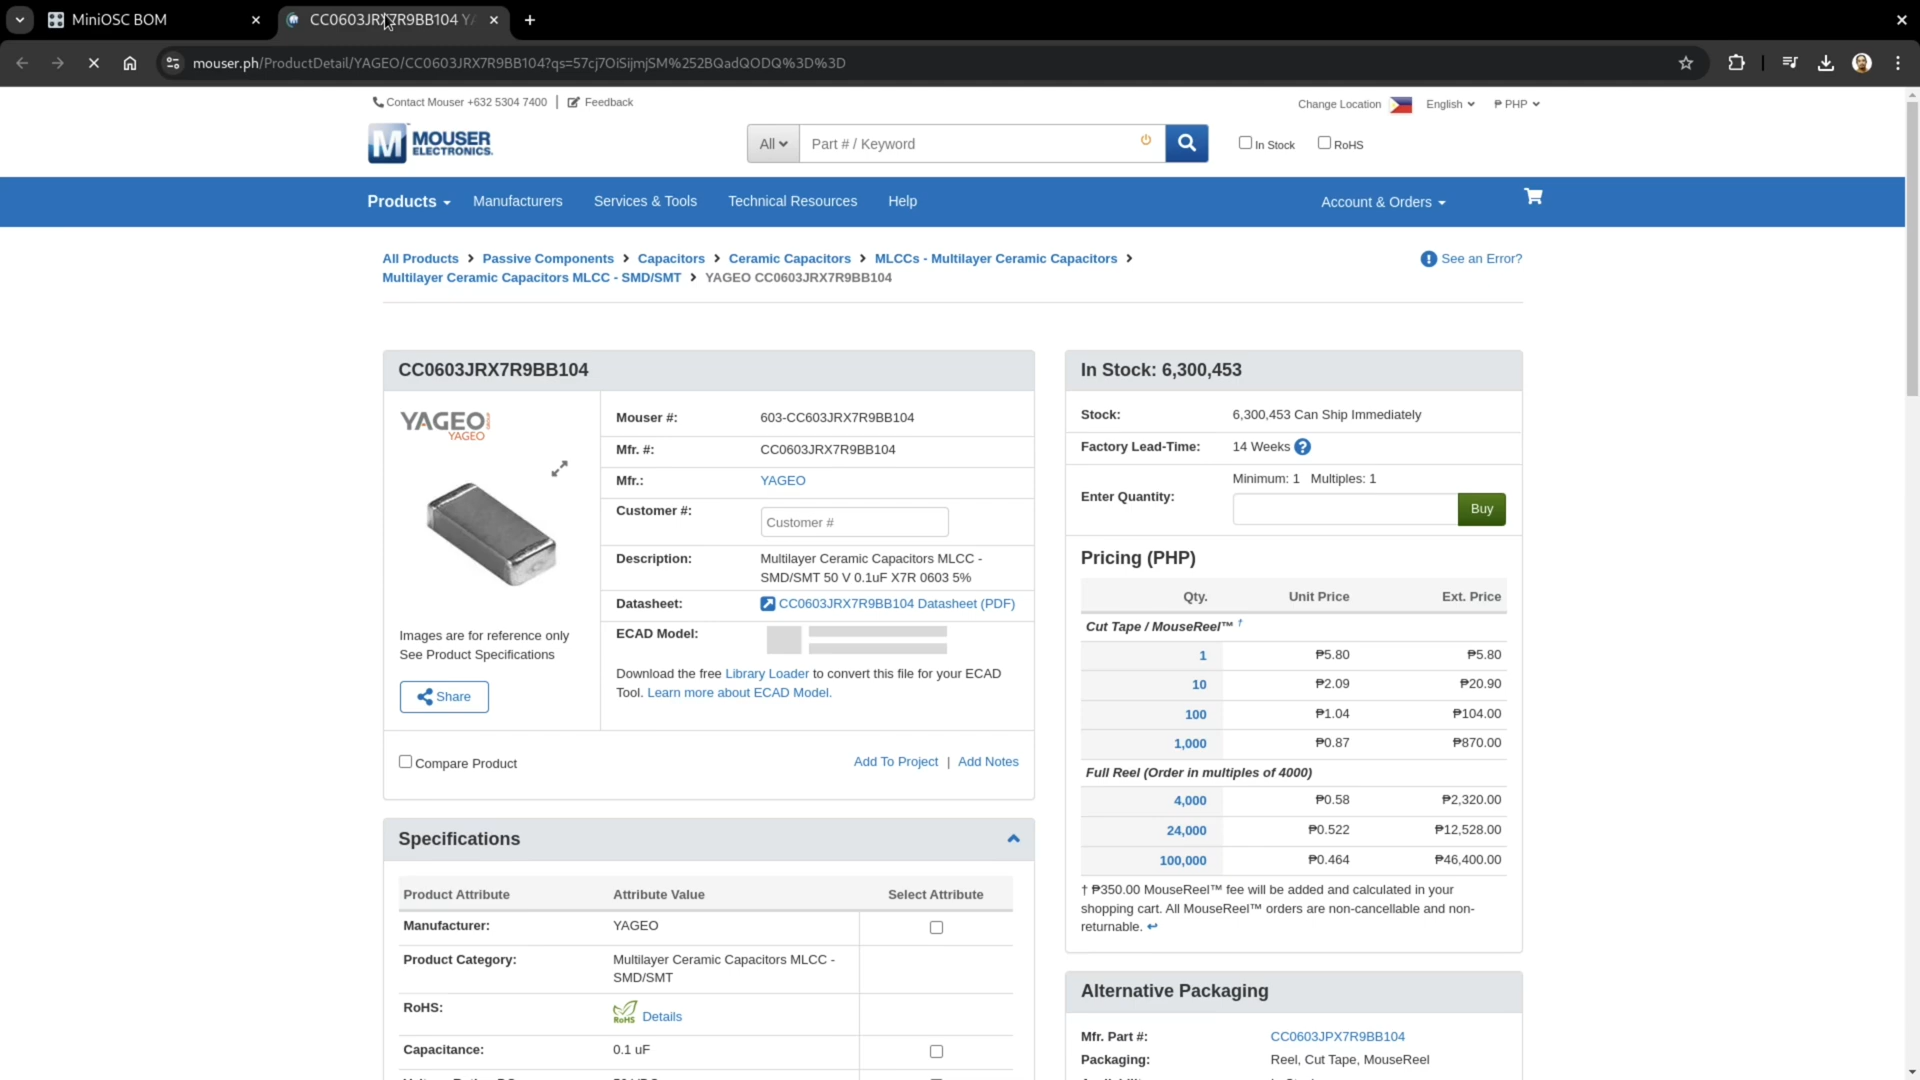 MiniOSC BOM
CC0603JRX7R9BB104 YA
mouser.ph/ProductDetail/YAGEO/CC0603JRX7R9BB104?qs=57cj7OiSijmjSM%252BQadQODQ%3D%3D
Contact Mouser +632 5304 7400 | Feedback
Change Location English ₱ PHP
MOUSER
ELECTRONICS
All Part # / Keyword In Stock RoHS
Products Manufacturers Services & Tools Technical Resources Help Account & Orders
All Products > Passive Components > Capacitors > Ceramic Capacitors > MLCCs - Multilayer Ceramic Capacitors >
Multilayer Ceramic Capacitors MLCC - SMD/SMT > YAGEO CC0603JRX7R9BB104
See an Error?
CC0603JRX7R9BB104
YAGEO
YAGEO
Images are for reference only
See Product Specifications
Share
Mouser #: 603-CC603JRX7R9BB104
Mfr. #: CC0603JRX7R9BB104
Mfr.: YAGEO
Customer #: Customer #
Description: Multilayer Ceramic Capacitors MLCC -
SMD/SMT 50 V 0.1uF X7R 0603 5%
Datasheet: CC0603JRX7R9BB104 Datasheet (PDF)
ECAD Model:
Download the free Library Loader to convert this file for your ECAD
Tool. Learn more about ECAD Model.
Compare Product Add To Project | Add Notes
Specifications
Product Attribute Attribute Value Select Attribute
Manufacturer: YAGEO
Product Category: Multilayer Ceramic Capacitors MLCC -
SMD/SMT
RoHS: RoHS Details
Capacitance: 0.1 uF
In Stock: 6,300,453
Stock: 6,300,453 Can Ship Immediately
Factory Lead-Time: 14 Weeks
Minimum: 1 Multiples: 1
Enter Quantity: Buy
Pricing (PHP)
Qty. Unit Price Ext. Price
Cut Tape / MouseReel™ †
1 ₱5.80 ₱5.80
10 ₱2.09 ₱20.90
100 ₱1.04 ₱104.00
1,000 ₱0.87 ₱870.00
Full Reel (Order in multiples of 4000)
4,000 ₱0.58 ₱2,320.00
24,000 ₱0.522 ₱12,528.00
100,000 ₱0.464 ₱46,400.00
† ₱350.00 MouseReel™ fee will be added and calculated in your
shopping cart. All MouseReel™ orders are non-cancellable and non-
returnable.
Alternative Packaging
Mfr. Part #: CC0603JPX7R9BB104
Packaging: Reel, Cut Tape, MouseReel